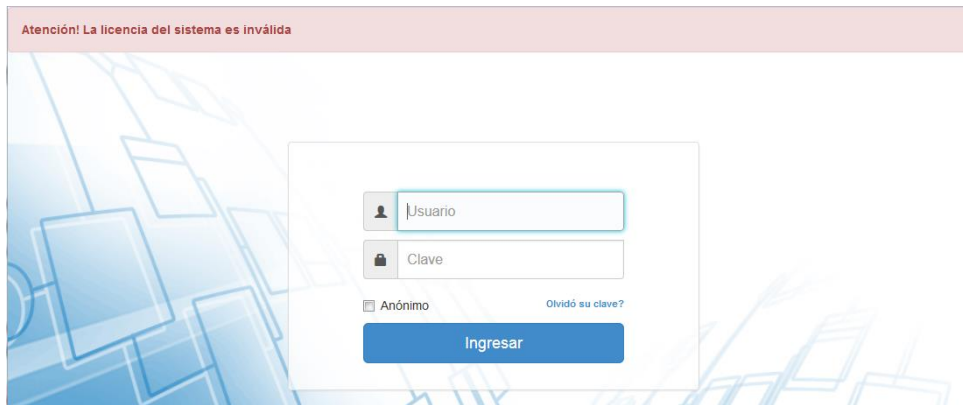 Atención! La licencia del sistema es inválida
Usuario
Clave
Anónimo
Olvidó su clave?
Ingresar